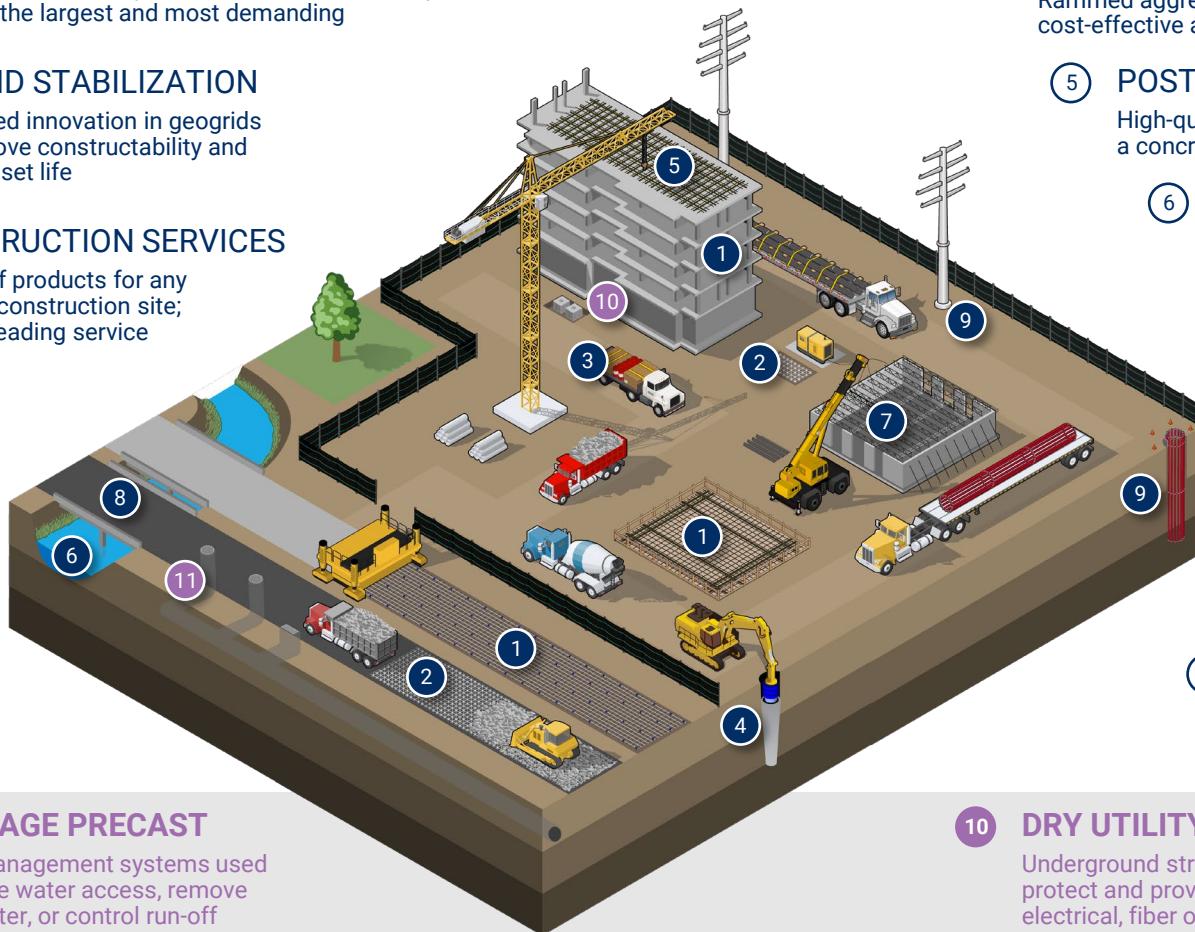 the largest and most demanding
ND STABILIZATION
ed innovation in geogrids
ove constructability and
set life
RUCTION SERVICES
f products for any
construction site;
eading service
cost-effective a
5 POST
High-qu
a concr
6
5
1
10
9
3
2
7
8
9
1
6
11
1
2
4
AGE PRECAST
anagement systems used
e water access, remove
ter, or control run-off
10 DRY UTILITY
Underground str
protect and prov
electrical, fiber o